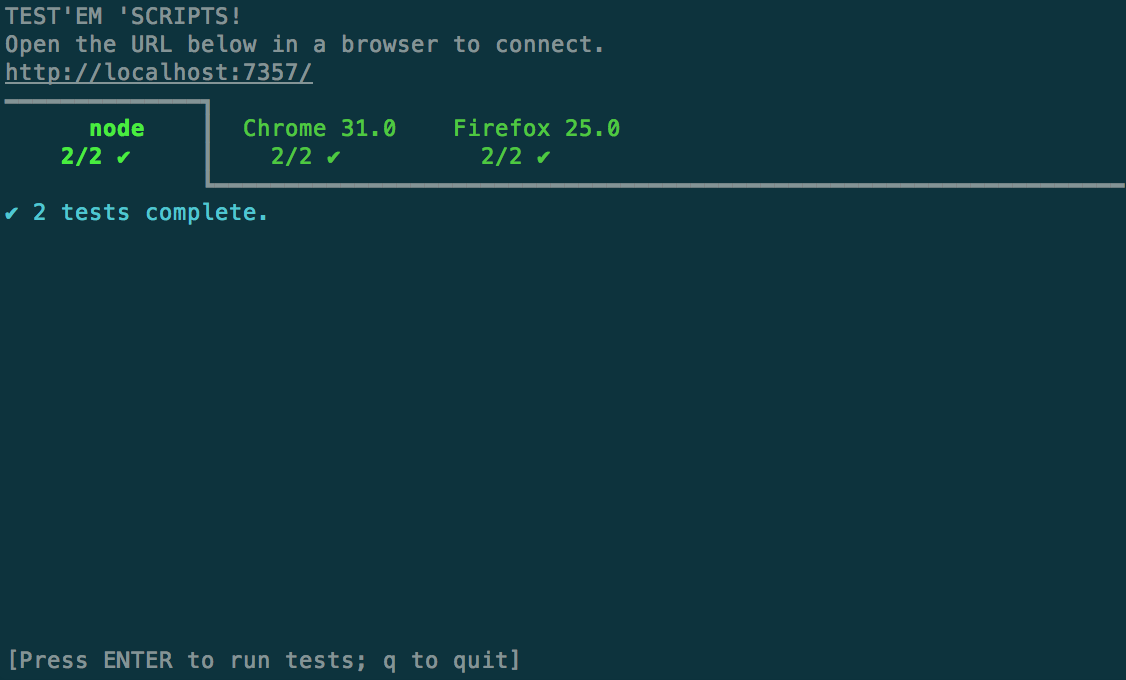 TEST'EM 'SCRIPTS!
Open the URL below in a browser to connect.
http://localhost:7357/
node Chrome 31.0 Firefox 25.0
2/2 ✔ 2/2 ✔ 2/2 ✔
✔ 2 tests complete.
[Press ENTER to run tests; q to quit]